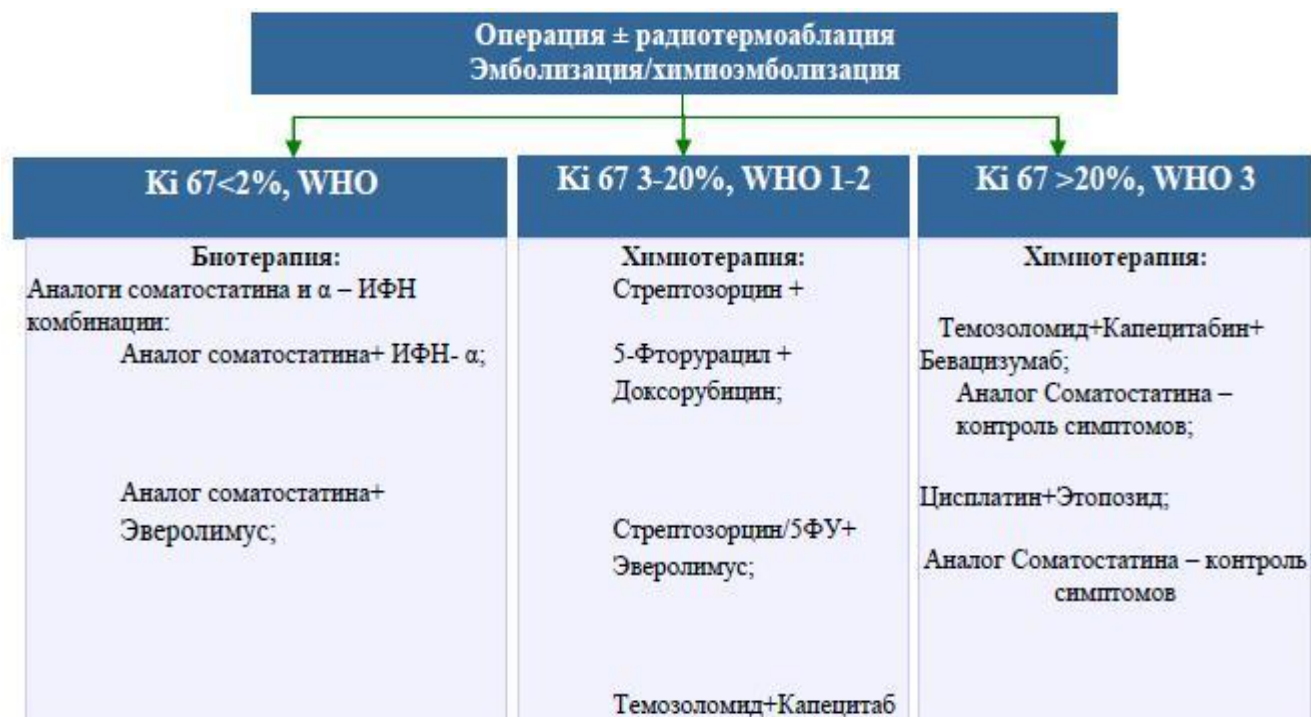 Операция ± радиотермоаблация
Эмболизация/химиоэмболизация
Ki 67<2%, WHO
Биотерапия:
Аналоги соматостатина и α – ИФН
комбинации:
Аналог соматостатина+ ИФН- α;
Аналог соматостатина+
Эверолимус;
Ki 67 3-20%, WHO 1-2
Химиотерапия:
Стрептозорцин +
5-Фторурацил +
Доксорубицин;
Стрептозорцин/5ФУ+
Эверолимус;
Темозоломид+Капецитаб
Ki 67 >20%, WHO 3
Химиотерапия:
Темозоломид+Капецитабин+
Бевацизумаб;
Аналог Соматостатина –
контроль симптомов;
Цисплатин+Этопозид;
Аналог Соматостатина – контроль
симптомов